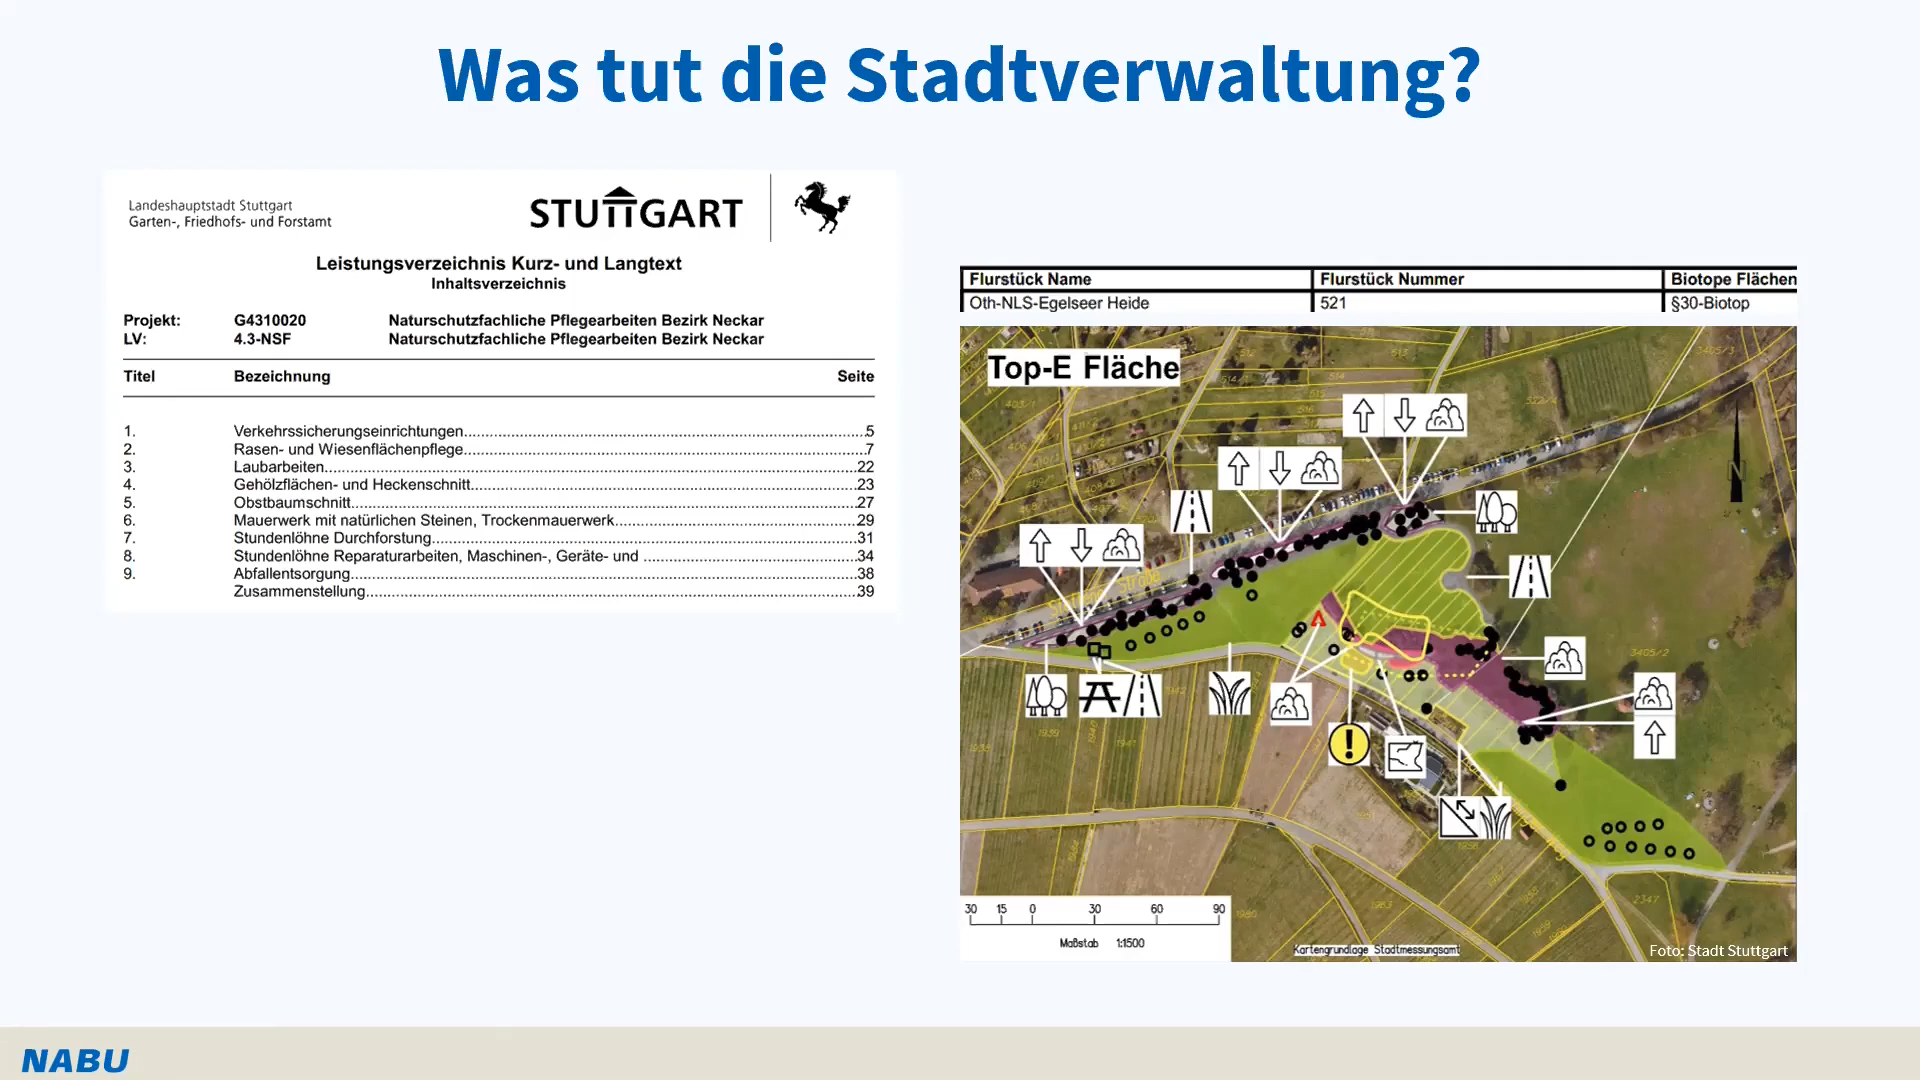 Was tut die Stadtverwaltung?
Landeshauptstadt Stuttgart
Garten-, Friedhofs- und Forstamt
STUTTGART
Leistungsverzeichnis Kurz- und Langtext
Inhaltsverzeichnis
Projekt: G4310020 Naturschutzfachliche Pflegearbeiten Bezirk Neckar
LV: 4.3-NSF Naturschutzfachliche Pflegearbeiten Bezirk Neckar
Titel Bezeichnung Seite
1. Verkehrssicherungseinrichtungen 5
2. Rasen- und Wiesenflächenpflege 7
3. Laubarbeiten 22
4. Gehölzflächen- und Heckenschnitt 23
5. Obstbaumschnitt 27
6. Mauerwerk mit natürlichen Steinen, Trockenmauerwerk 29
7. Stundenlöhne Durchforstung 31
8. Stundenlöhne Reparaturarbeiten, Maschinen-, Geräte- und 34
9. Abfallentsorgung 38
Zusammenstellung 39
Flurstück Name Flurstück Nummer Biotope Flächen
Oth-NLS-Egelseer Heide 521 §30-Biotop
Top-E Fläche
N
3405/2
2347
30 15 0 30 60 90
Maßstab 1:1500
Kartengrundlage Stadtmessungsamt
Foto: Stadt Stuttgart
NABU